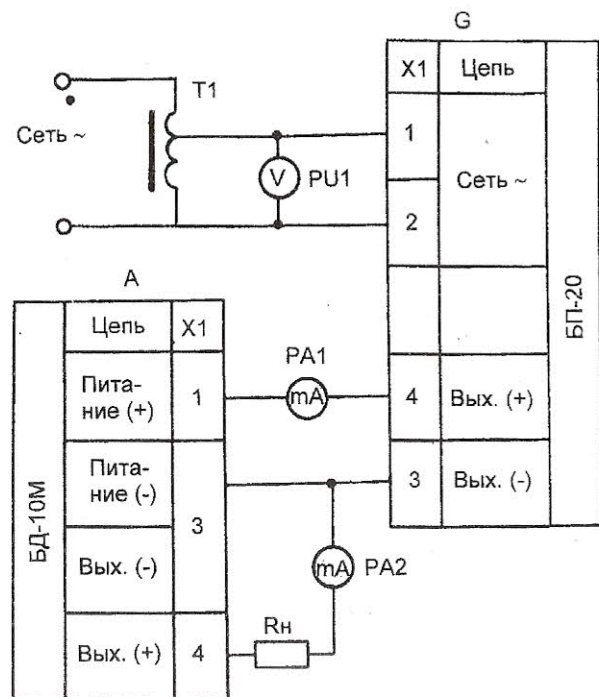 G
X1 Цепь
T1
1
Сеть ~
V PU1
Сеть ~
2
БП-20
A
Цепь X1
PA1
Пита-
ние (+)
1
mA
4
Вых. (+)
Пита-
ние (-)
3
Вых. (-)
3
БД-10М
Вых. (-)
mA PA2
Rн
Вых. (+)
4